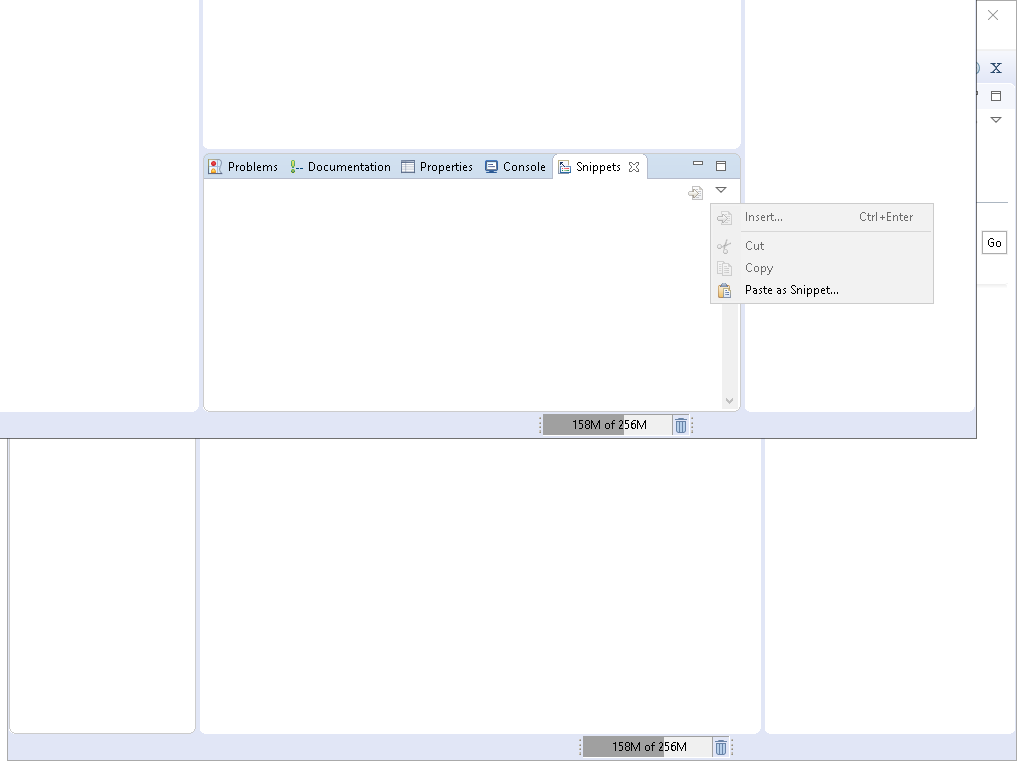 X
Problems Documentation Properties Console Snippets
Insert... Ctrl+Enter
Cut
Copy
Paste as Snippet...
Go
158M of 256M
158M of 256M